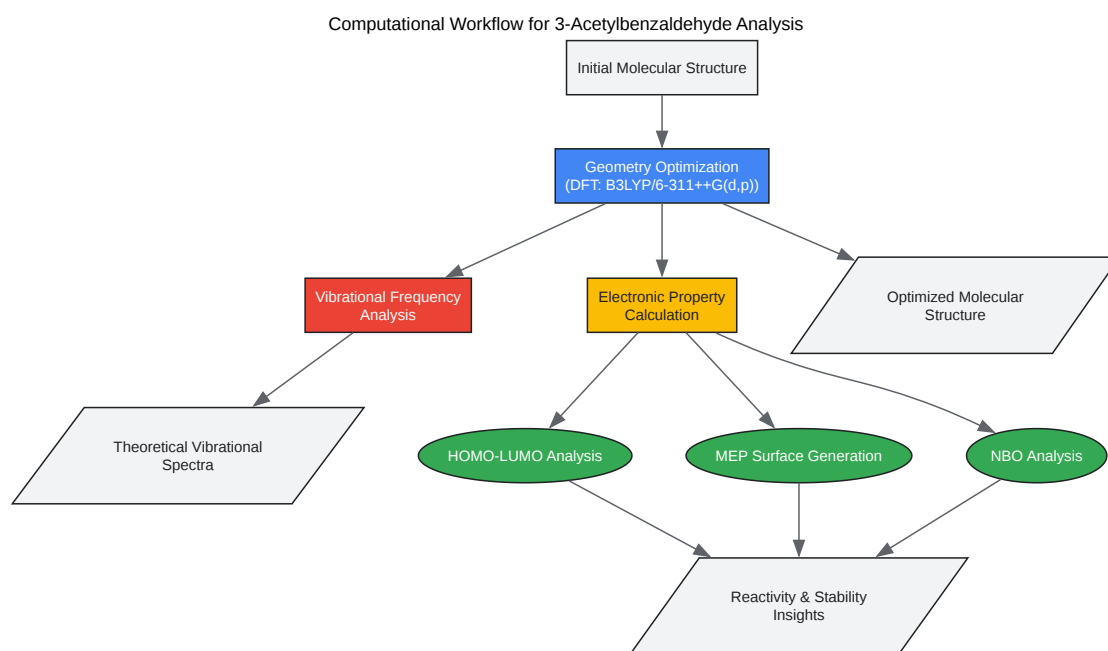 Computational Workflow for 3-Acetylbenzaldehyde Analysis
Initial Molecular Structure
Geometry Optimization
(DFT: B3LYP/6-311++G(d,p))
Vibrational Frequency
Analysis
Electronic Property
Calculation
Optimized Molecular
Structure
Theoretical Vibrational
Spectra
HOMO-LUMO Analysis
MEP Surface Generation
NBO Analysis
Reactivity & Stability
Insights